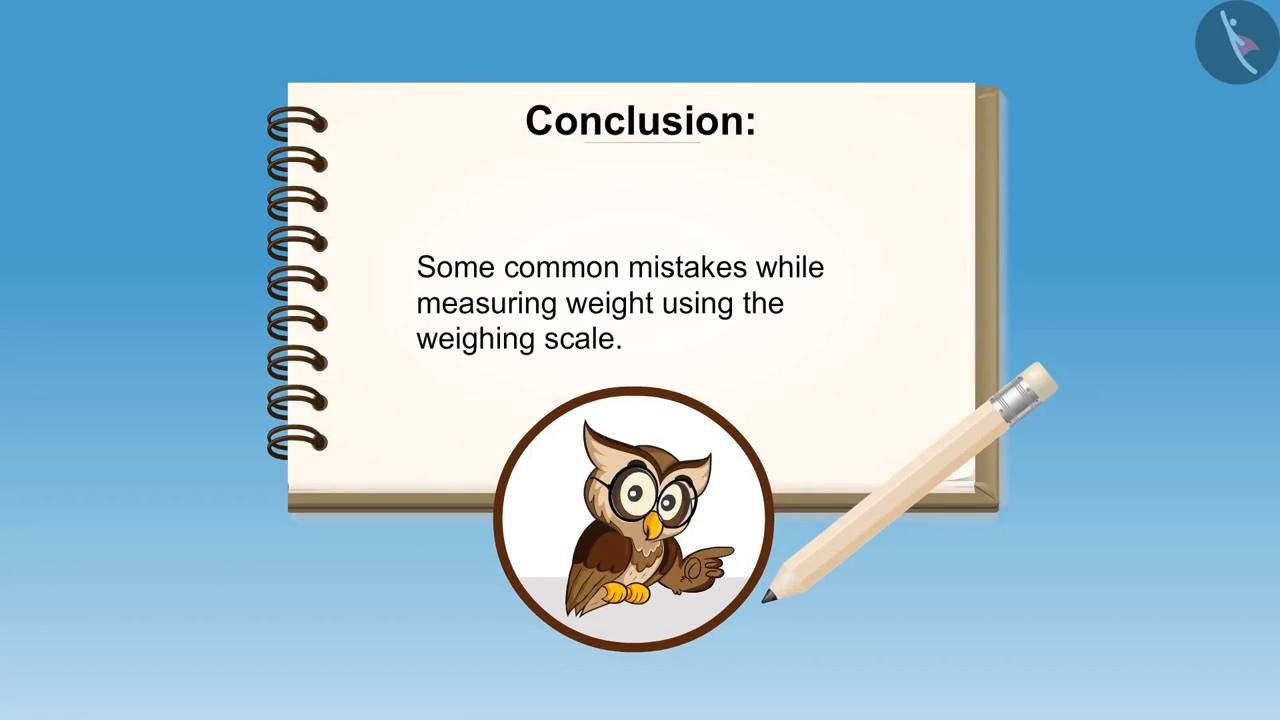 Conclusion:
Some common mistakes while
measuring weight using the
weighing scale.